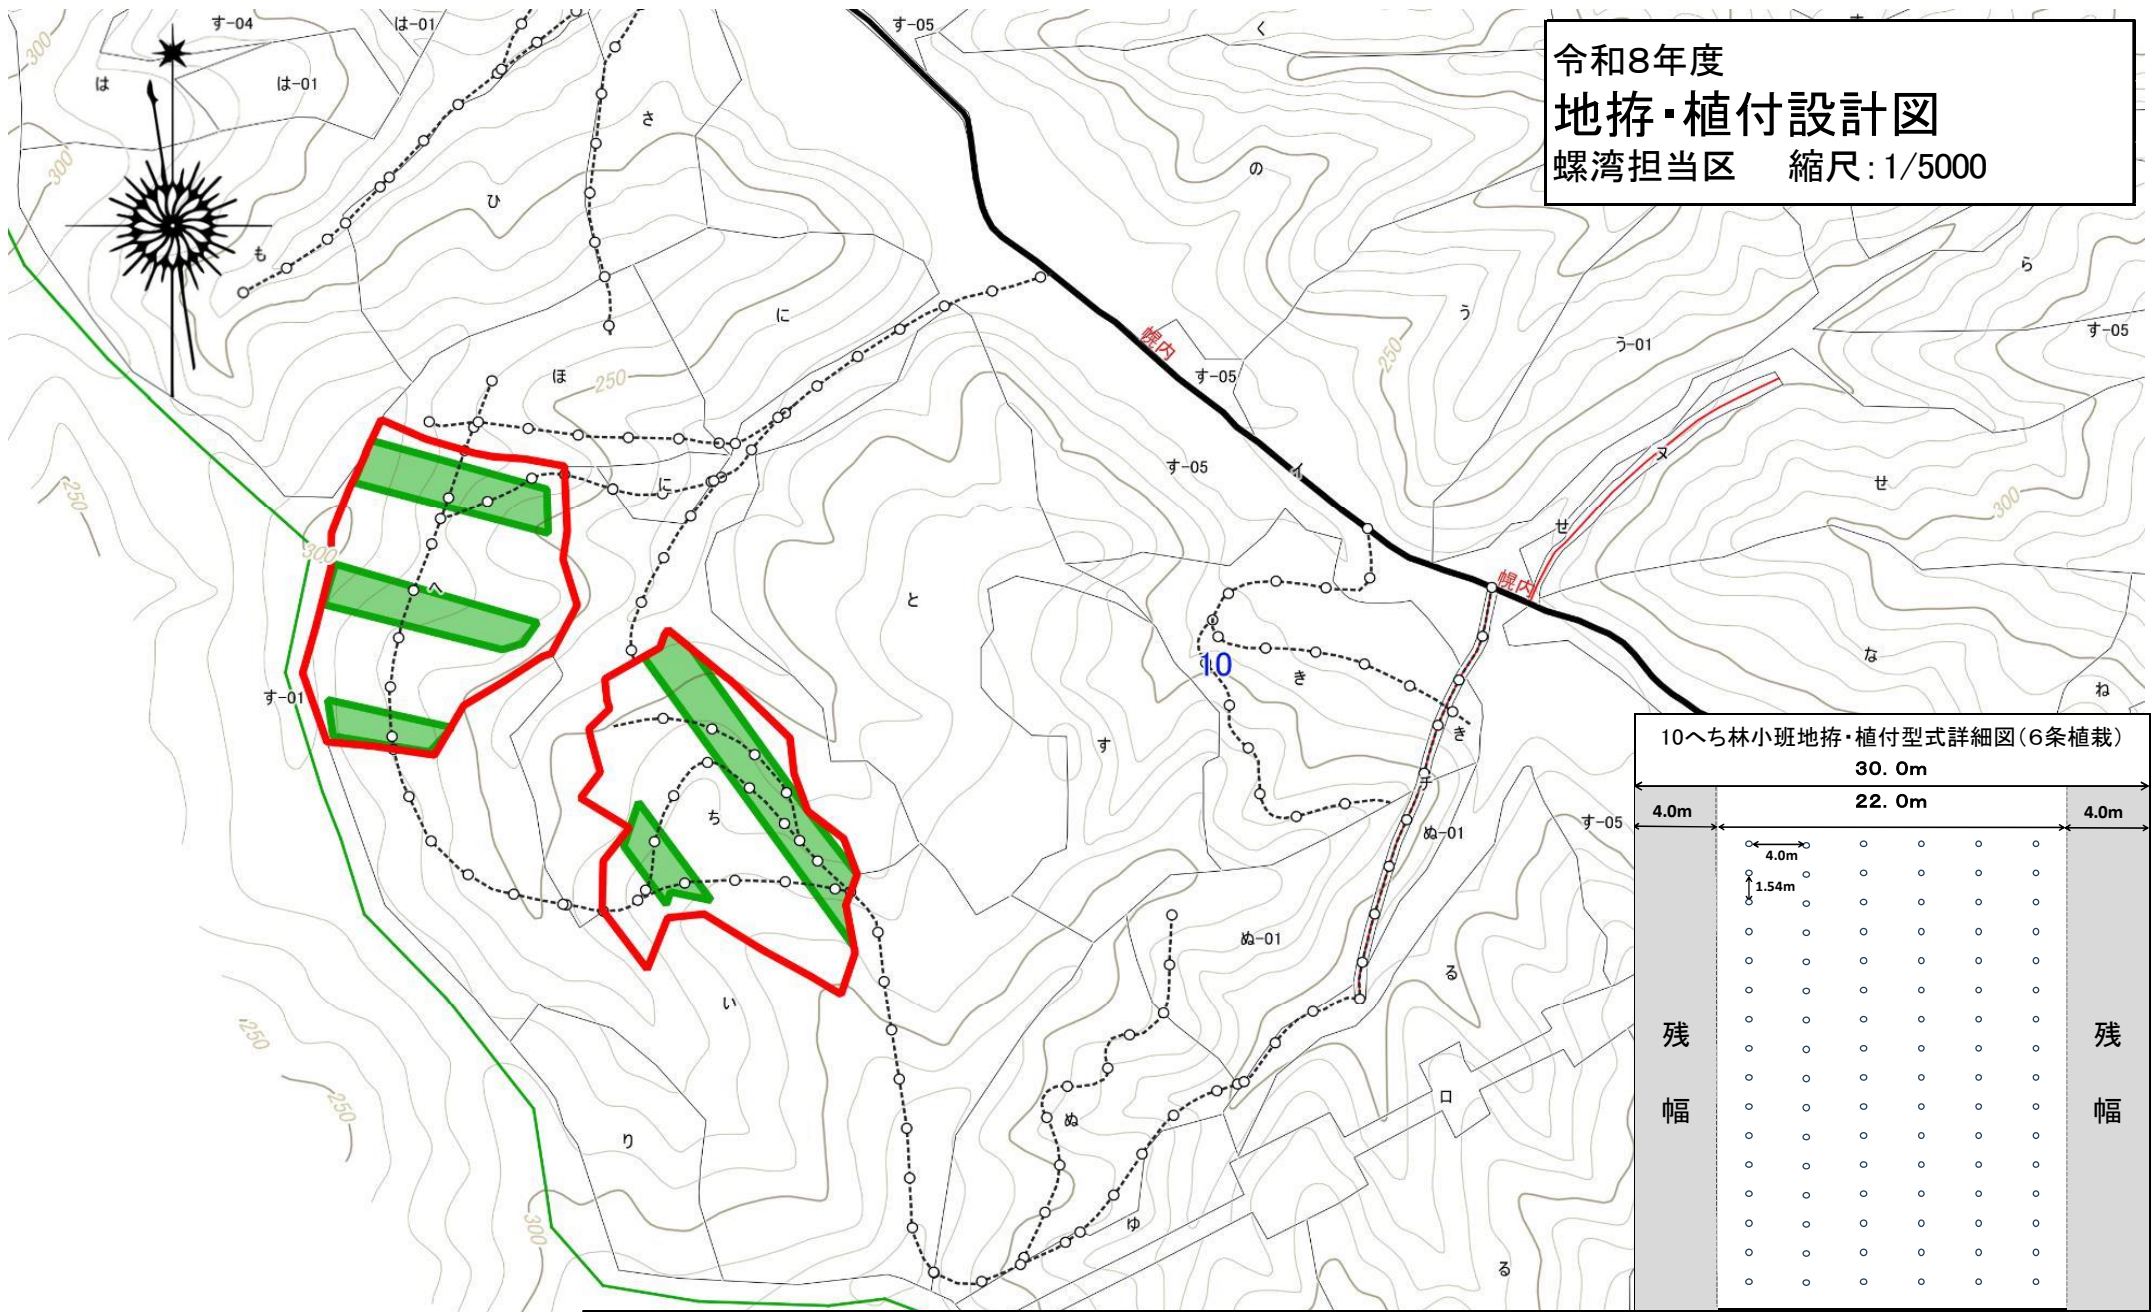 令和8年度
地拵・植付設計図
螺湾担当区 縮尺：1/5000
す-04
は-01
す-05
く
300
は
は-01
さ
の
300
ひ
も
ら
に
う
す-05
幌内
う-01
250
ほ
250
す-05
す-05
イ
ヌ
に
せ
250
300
せ
300
幌内
へ
と
10
き
な
す-01
ね
す
き
ち
チ
ぬ-01
す-05
ぬ-01
る
い
250
250
ロ
ぬ
り
300
ゆ
る
10へち林小班地拵・植付型式詳細図（6条植栽）
30.0m
22.0m
4.0m
4.0m
4.0m
1.54m
残幅
残幅